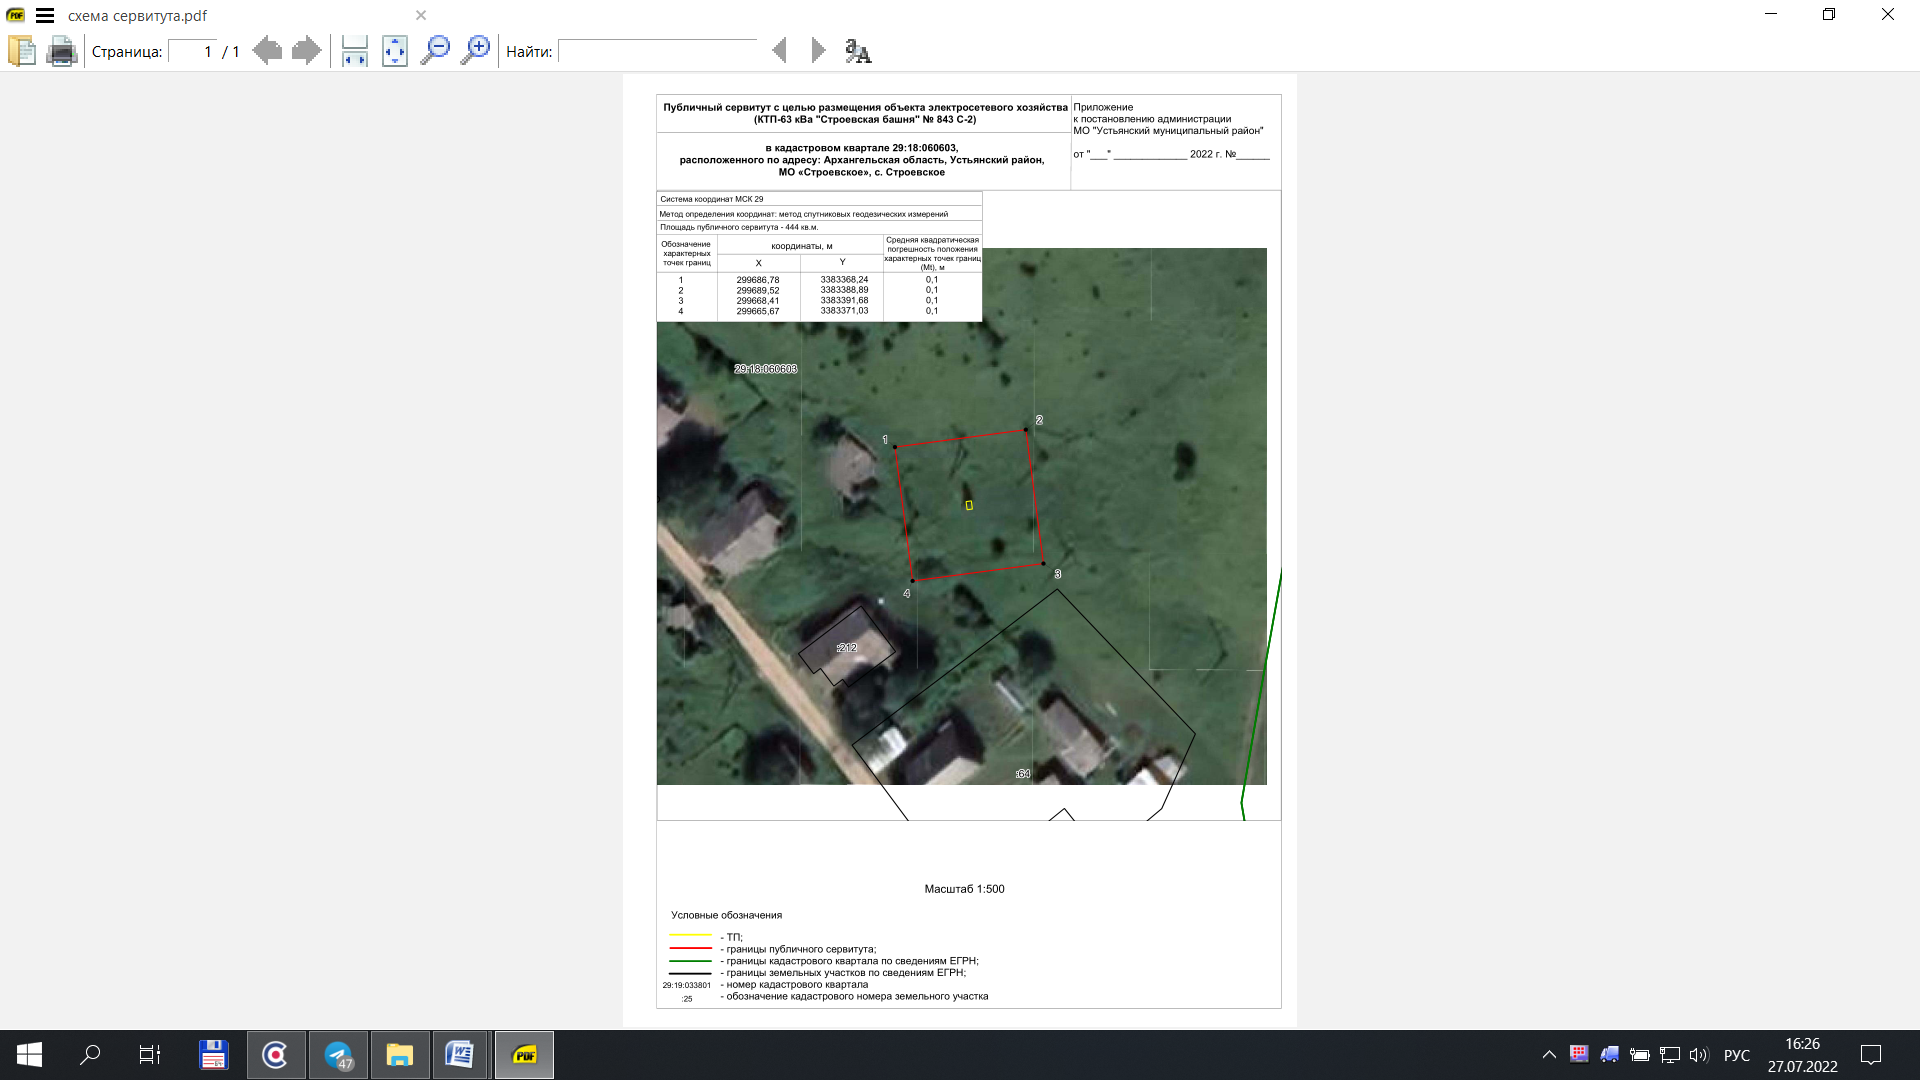 схема сервитута.pdf
Страница: 1 / 1 Найти:
Публичный сервитут с целью размещения объекта электросетевого хозяйства
(КТП-63 кВа "Строевская башня" № 843 С-2)
в кадастровом квартале 29:18:060603,
расположенного по адресу: Архангельская область, Устьянский район,
МО «Строевское», с. Строевское
Приложение
к постановлению администрации
МО "Устьянский муниципальный район"
от "___" _____________ 2022 г. №______
Система координат МСК 29
Метод определения координат: метод спутниковых геодезических измерений
Площадь публичного сервитута - 444 кв.м.
Обозначение
характерных
точек границ
координаты, м
X Y
Средняя квадратическая
погрешность положения
характерных точек границ
(Mt), м
1 299686,78 3383368,24 0,1
2 299689,52 3383388,89 0,1
3 299668,41 3383391,68 0,1
4 299665,67 3383371,03 0,1
29:18:060603
2
1
3
4
:212
:64
Масштаб 1:500
Условные обозначения
- ТП;
- границы публичного сервитута;
- границы кадастрового квартала по сведениям ЕГРН;
- границы земельных участков по сведениям ЕГРН;
29:19:033801 - номер кадастрового квартала
:25 - обозначение кадастрового номера земельного участка
47
PDF
РУС
16:26
27.07.2022